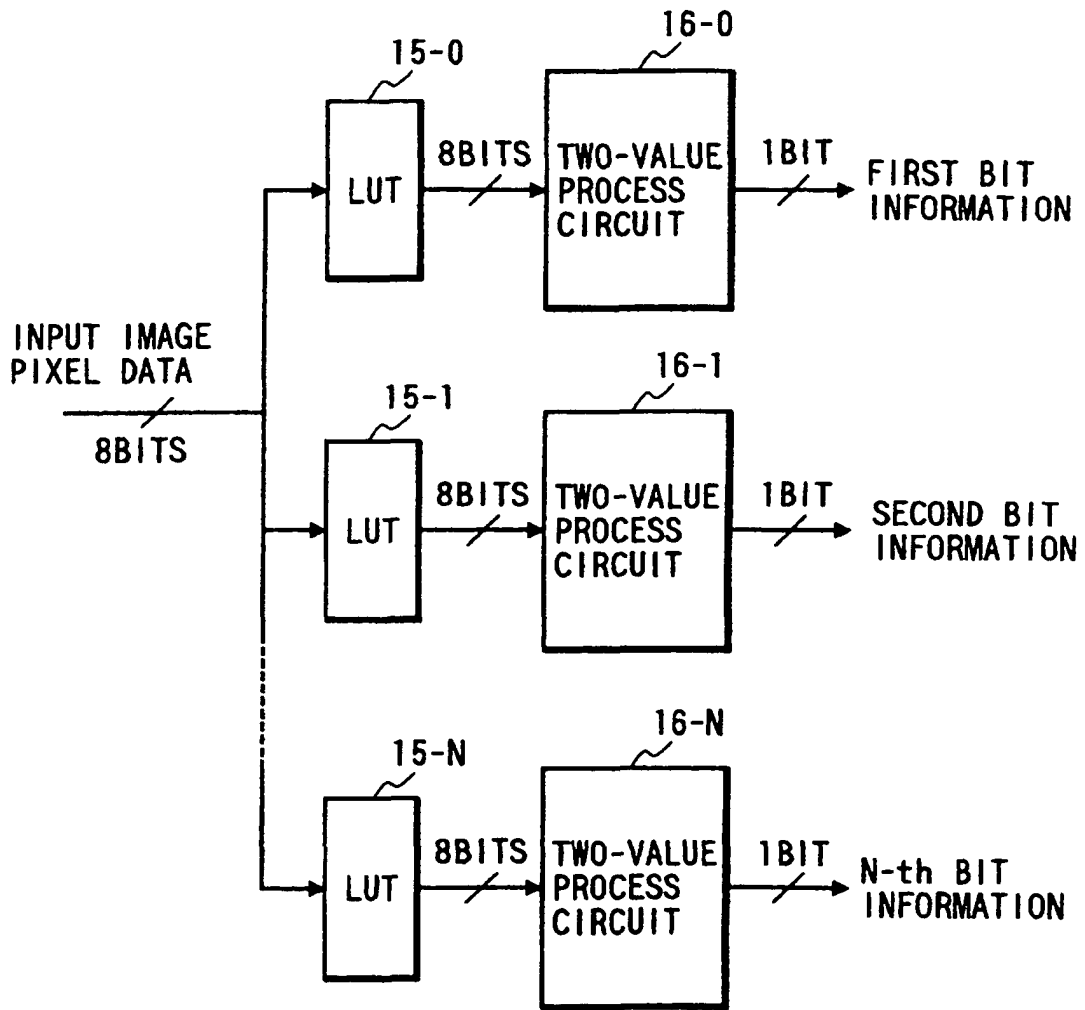 15-0
16-0
LUT
8BITS
TWO-VALUE
PROCESS
CIRCUIT
1BIT
FIRST BIT
INFORMATION
INPUT IMAGE
PIXEL DATA
8BITS
15-1
16-1
LUT
8BITS
TWO-VALUE
PROCESS
CIRCUIT
1BIT
SECOND BIT
INFORMATION
15-N
16-N
LUT
8BITS
TWO-VALUE
PROCESS
CIRCUIT
1BIT
N-th BIT
INFORMATION